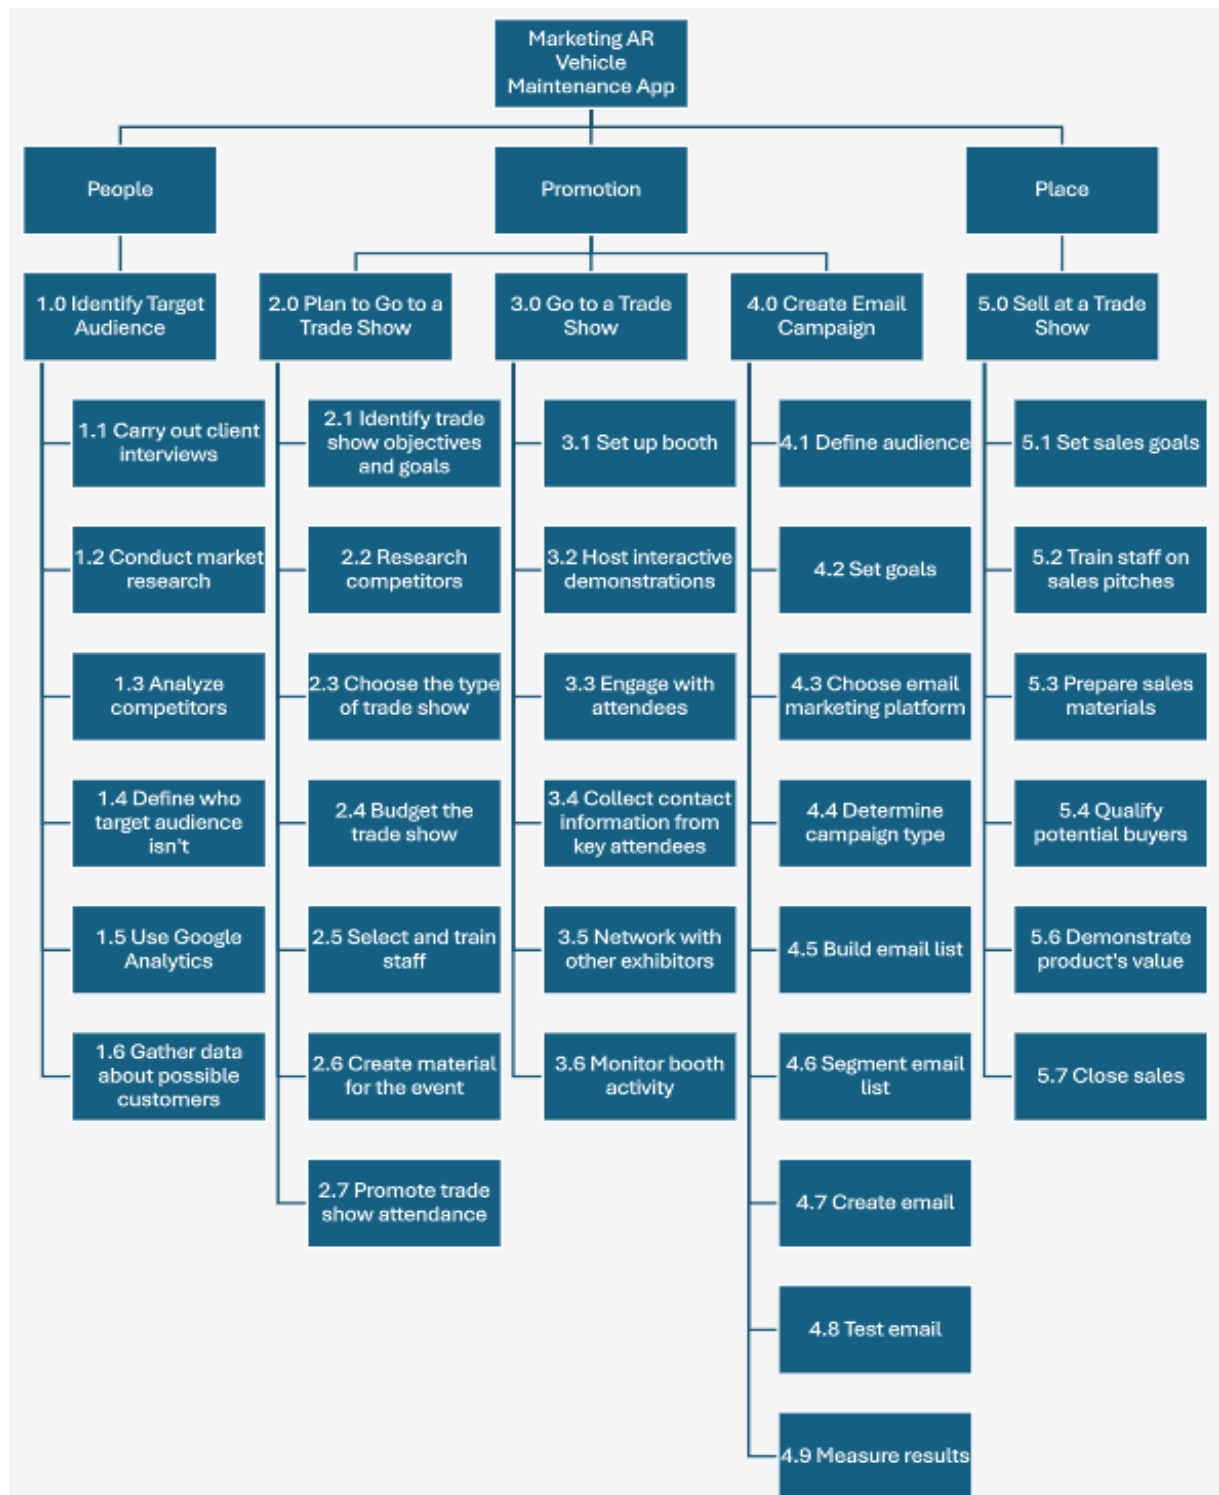 Marketing AR
Vehicle
Maintenance App
People
Promotion
Place
1.0 Identify Target
Audience
2.0 Plan to Go to a
Trade Show
3.0 Go to a Trade
Show
4.0 Create Email
Campaign
5.0 Sell at a Trade
Show
1.1 Carry out client
interviews
1.2 Conduct market
research
1.3 Analyze
competitors
1.4 Define who
target audience
isn't
1.5 Use Google
Analytics
1.6 Gather data
about possible
customers
2.1 Identify trade
show objectives
and goals
2.2 Research
competitors
2.3 Choose the type
of trade show
2.4 Budget the
trade show
2.5 Select and train
staff
2.6 Create material
for the event
2.7 Promote trade
show attendance
3.1 Set up booth
3.2 Host interactive
demonstrations
3.3 Engage with
attendees
3.4 Collect contact
information from
key attendees
3.5 Network with
other exhibitors
3.6 Monitor booth
activity
4.1 Define audience
4.2 Set goals
4.3 Choose email
marketing platform
4.4 Determine
campaign type
4.5 Build email list
4.6 Segment email
list
4.7 Create email
4.8 Test email
4.9 Measure results
5.1 Set sales goals
5.2 Train staff on
sales pitches
5.3 Prepare sales
materials
5.4 Qualify
potential buyers
5.6 Demonstrate
product's value
5.7 Close sales